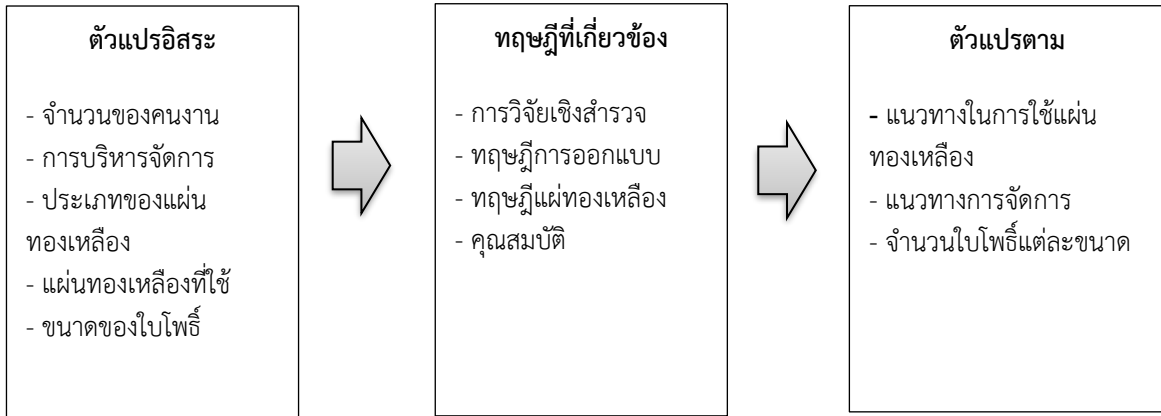 ตัวแปรอิสระ
- จำนวนของคนงาน
- การบริหารจัดการ
- ประเภทของแผ่น
ทองเหลือง
- แผ่นทองเหลืองที่ใช้
- ขนาดของใบโพธิ์
ทฤษฎีที่เกี่ยวข้อง
- การวิจัยเชิงสำรวจ
- ทฤษฎีการออกแบบ
- ทฤษฎีแผ่ทองเหลือง
- คุณสมบัติ
ตัวแปรตาม
- แนวทางในการใช้แผ่น
ทองเหลือง
- แนวทางการจัดการ
- จำนวนใบโพธิ์แต่ละขนาด